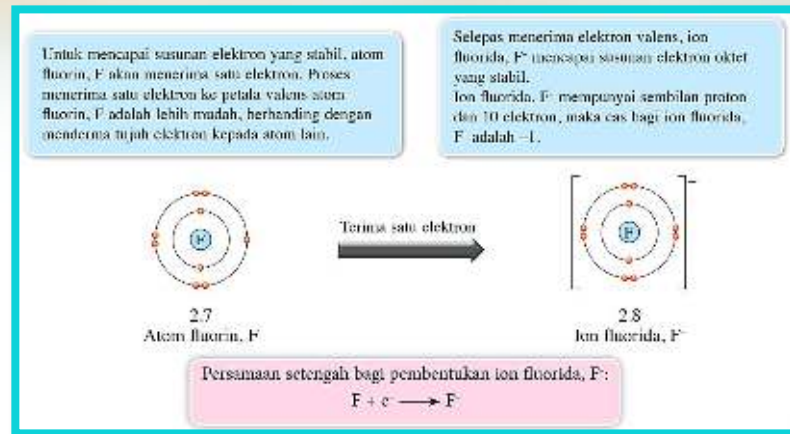 Untuk mencapai susunan elektron yang stabil, atom
fluorin, F akan menerima satu elektron. Proses
menerima satu elektron ke petala valens atom
fluorin, F adalah lebih mudah, berbanding dengan
menderma tujuh elektron kepada atom lain.
Selepas menerima elektron valens, ion
fluorida, F⁻ mencapai susunan elektron oktet
yang stabil.
Ion fluorida, F⁻ mempunyai sembilan proton
dan 10 elektron, maka cas bagi ion fluorida,
F⁻ adalah –1.
F
Terima satu elektron
F
–
2.7
Atom fluorin, F
2.8
Ion fluorida, F⁻
Persamaan setengah bagi pembentukan ion fluorida, F⁻:
F + e⁻ ⟶ F⁻